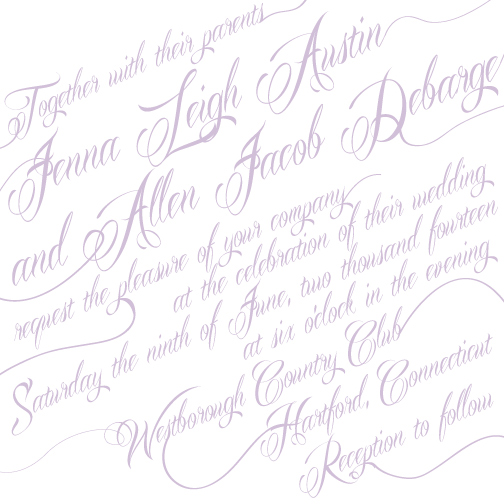 Together with their parents
Jenna Leigh Austin
and Allen Jacob Debarge
request the pleasure of your company
at the celebration of their wedding
Saturday the ninth of June, two thousand fourteen
at six o'clock in the evening
Westborough Country Club
Hartford, Connecticut
Reception to follow